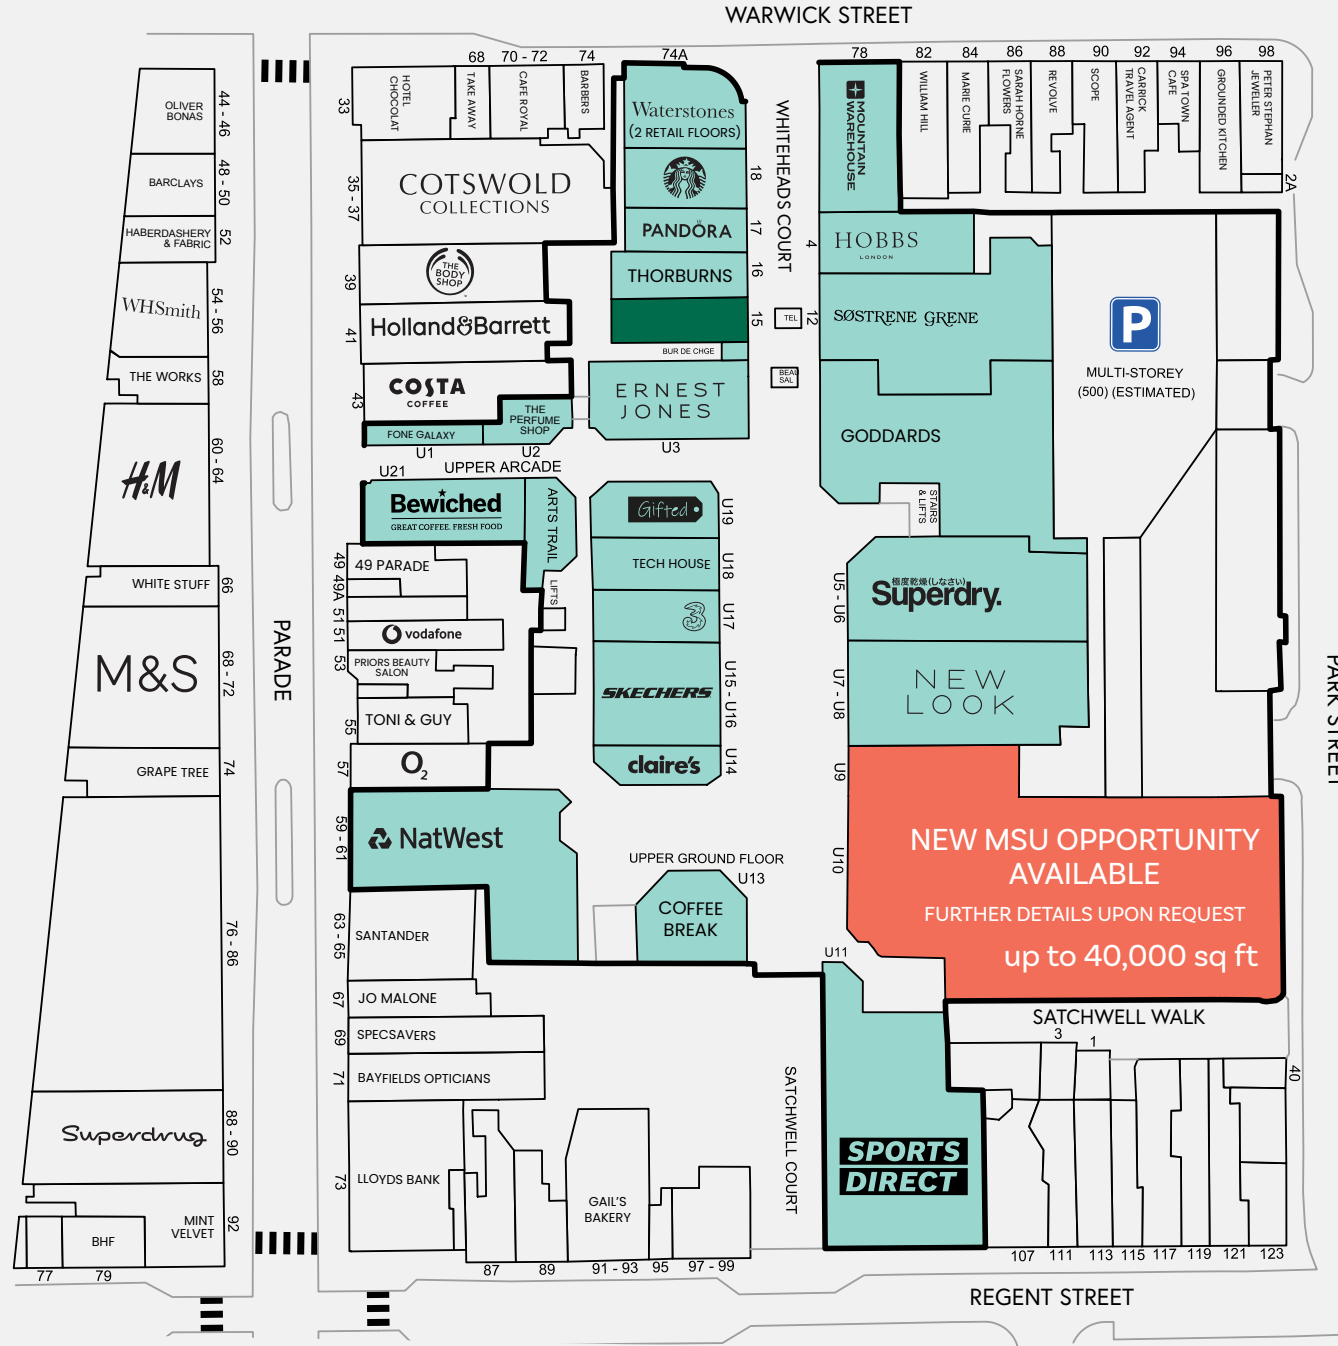 WARWICK STREET
68
70 - 72
74
74A
78
82
84
86
88
90
92
94
96
98
33
HOTEL
CHOCOLAT
TAKE AWAY
CAFE ROYAL
BARBERS
Waterstones
(2 RETAIL FLOORS)
WHITEHEADS COURT
MOUNTAIN
WAREHOUSE
WILLIAM HILL
MARIE CURIE
SARAH HORNE
FLOWERS
REVOLVE
SCOPE
CARRICK
TRAVEL AGENT
SPA TOWN
CAFE
GROUNDED KITCHEN
PETER STEPHAN
JEWELLER
2A
44 - 46
OLIVER
BONAS
48 - 50
BARCLAYS
52
HABERDASHERY
& FABRIC
54 - 56
WHSmith
58
THE WORKS
60 - 64
H&M
66
WHITE STUFF
68 - 72
M&S
74
GRAPE TREE
76 - 86
88 - 90
Superdrug
92
MINT
VELVET
BHF
77
79
PARADE
35 - 37
COTSWOLD
COLLECTIONS
39
THE
BODY
SHOP
41
Holland&Barrett
43
COSTA
COFFEE
FONE GALAXY
THE
PERFUME
SHOP
U1
U2
U3
18
17
PANDÖRA
16
THORBURNS
15
BUR DE CHGE
ERNEST
JONES
TEL
BEAU
SAL
4
HOBBS
LONDON
12
SØSTRENE GRENE
GODDARDS
STAIRS
& LIFTS
P
MULTI-STOREY
(500) (ESTIMATED)
U21
UPPER ARCADE
Bewiched
GREAT COFFEE. FRESH FOOD
ARTS TRAIL
LIFTS
Gifted
U19
TECH HOUSE
U18
3
U17
SKECHERS
U15 - U16
claire's
U14
49
49 PARADE
49A
51
51
vodafone
53
PRIORS BEAUTY
SALON
55
TONI & GUY
57
O2
59 - 61
NatWest
63 - 65
SANTANDER
67
JO MALONE
69
SPECSAVERS
71
BAYFIELDS OPTICIANS
73
LLOYDS BANK
UPPER GROUND FLOOR
U13
COFFEE
BREAK
U5 - U6
極度乾燥(しなさい)
Superdry.
U7 - U8
NEW
LOOK
U9
U10
NEW MSU OPPORTUNITY
AVAILABLE
FURTHER DETAILS UPON REQUEST
up to 40,000 sq ft
PARK STREET
U11
SATCHWELL WALK
3
1
40
SATCHWELL COURT
SPORTS
DIRECT
GAIL'S
BAKERY
87
89
91 - 93
95
97 - 99
107
111
113
115
117
119
121
123
REGENT STREET